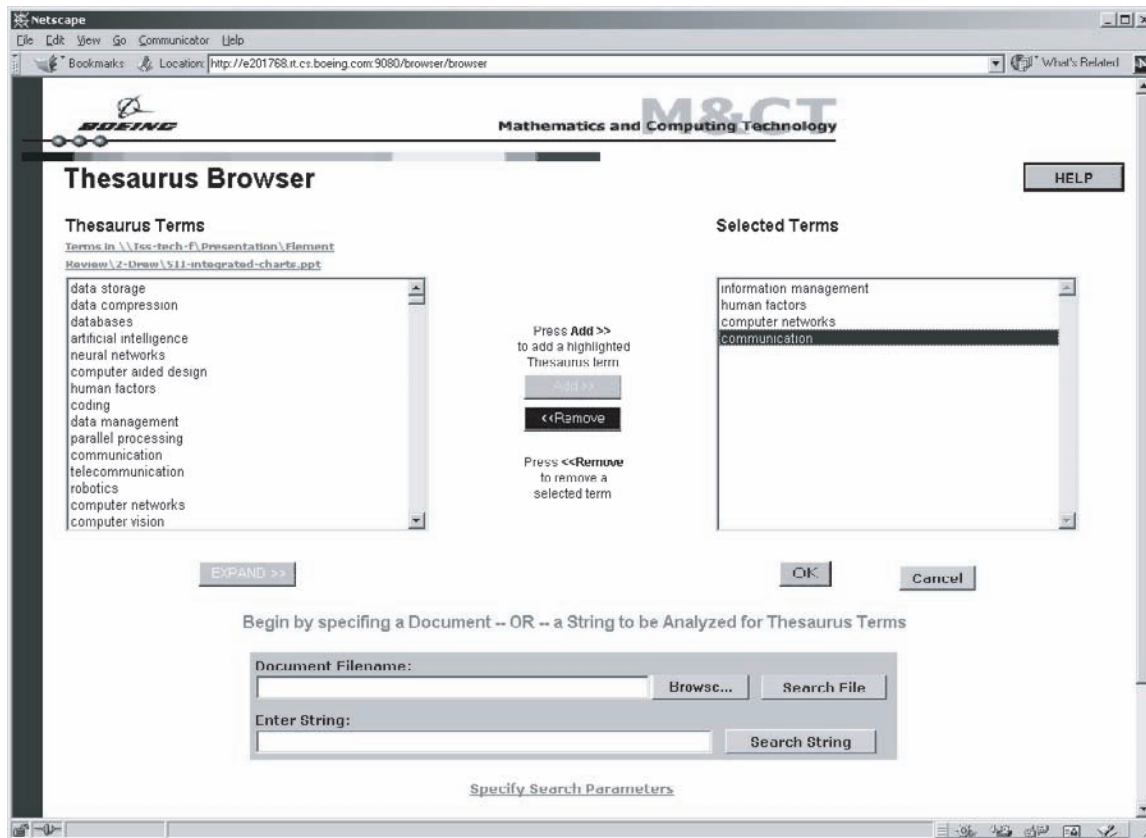 Netscape
File Edit View Go Communicator Help
Bookmarks Location: http://e201768.rt.cs.boeing.com:9080/browser/browser What's Related N
BOEING
M&CT
Mathematics and Computing Technology
Thesaurus Browser
HELP
Thesaurus Terms
Selected Terms
Terms in \\Iss-tech-f\Presentation\Element
Review\2-Drew\511-integrated-charts.ppt
data storage
data compression
databases
artificial intelligence
neural networks
computer aided design
human factors
coding
data management
parallel processing
communication
telecommunication
robotics
computer networks
computer vision
Press Add >>
to add a highlighted
Thesaurus term
Add >>
<<Remove
Press <<Remove
to remove a
selected term
information management
human factors
computer networks
communication
EXPAND >>
OK
Cancel
Begin by specifing a Document -- OR -- a String to be Analyzed for Thesaurus Terms
Document Filename:
Browse... Search File
Enter String:
Search String
Specify Search Parameters